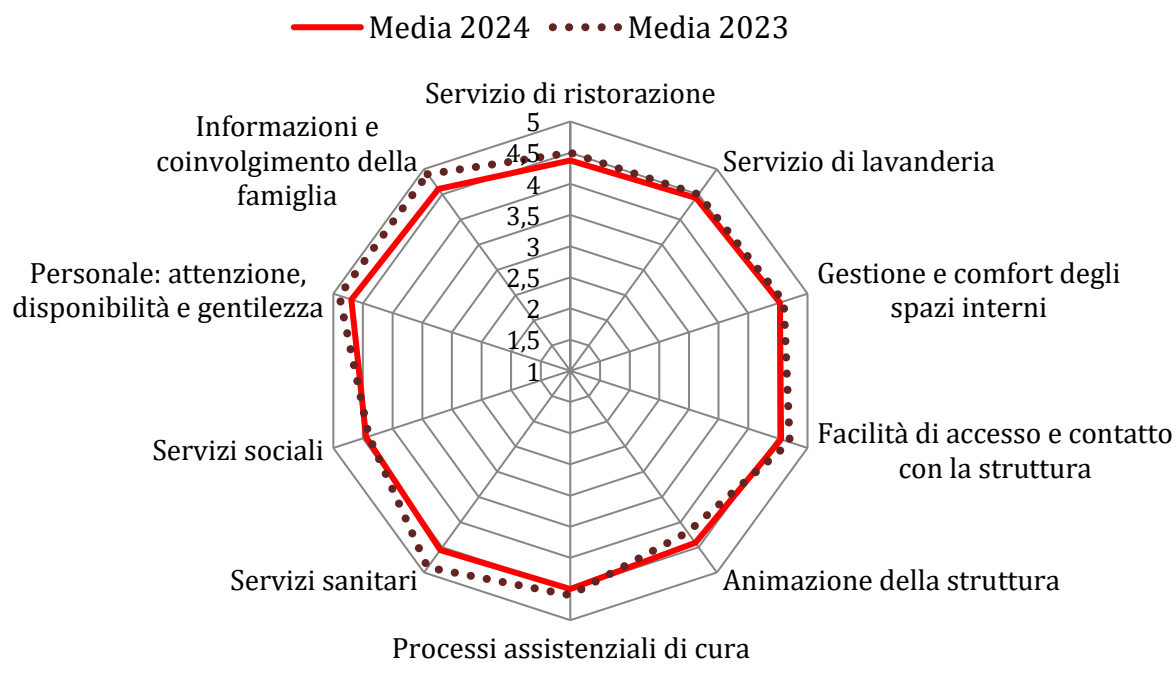 Media 2024 Media 2023
Servizio di ristorazione
Informazioni e
coinvolgimento della
famiglia
Servizio di lavanderia
Personale: attenzione,
disponibilità e gentilezza
Gestione e comfort degli
spazi interni
Servizi sociali
Facilità di accesso e contatto
con la struttura
Servizi sanitari
Animazione della struttura
Processi assistenziali di cura
5
4,5
4
3,5
3
2,5
2
1,5
1